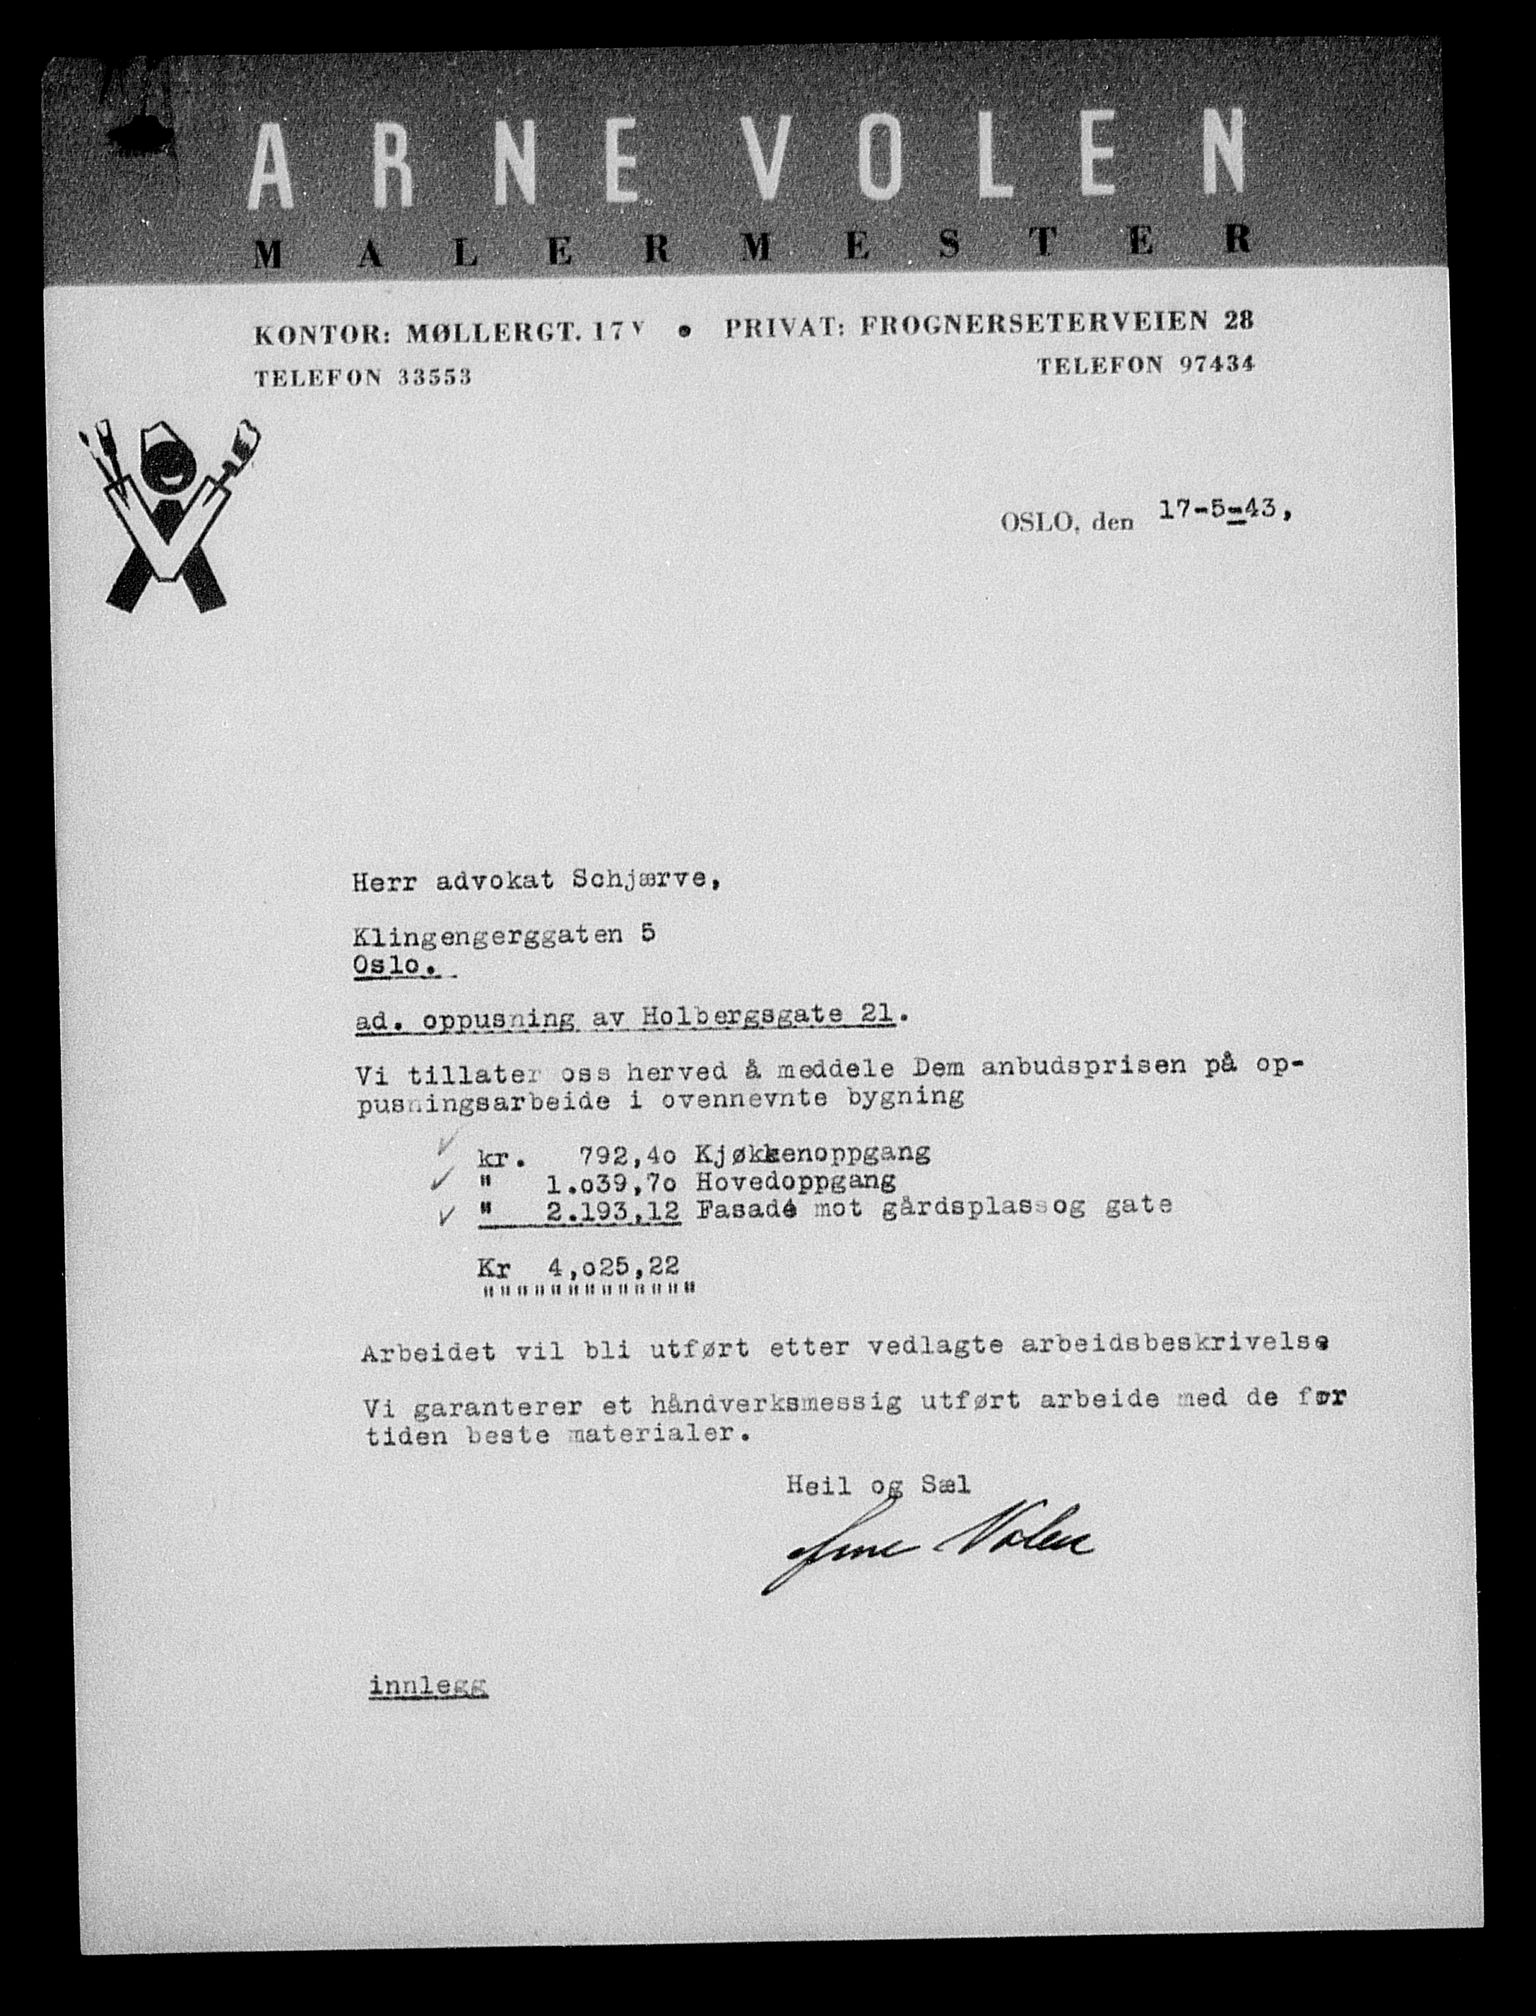 ARNE VOLEN
MALERMESTER
KONTOR: MØLLERGT. 17 V • PRIVAT: FROGNERSETERVEIEN 28
TELEFON 33553 TELEFON 97434
OSLO, den 17-5-43,
Herr advokat Schjærve,
Klingengerggaten 5
Oslo.
ad. oppusning av Holbergsgate 21.
Vi tillater oss herved å meddele Dem anbudsprisen på op-
pusningsarbeide i ovennevnte bygning
✓ kr. 792,4o Kjøkkenoppgang
✓ " 1.o39,7o Hovedoppgang
✓ " 2.193,12 Fasade mot gårdsplass og gate
Kr 4,o25,22
"""""""""""""
Arbeidet vil bli utført etter vedlagte arbeidsbeskrivelse
Vi garanterer et håndverksmessig utført arbeide med de for
tiden beste materialer.
Heil og Sæl
Arne Volen
innlegg